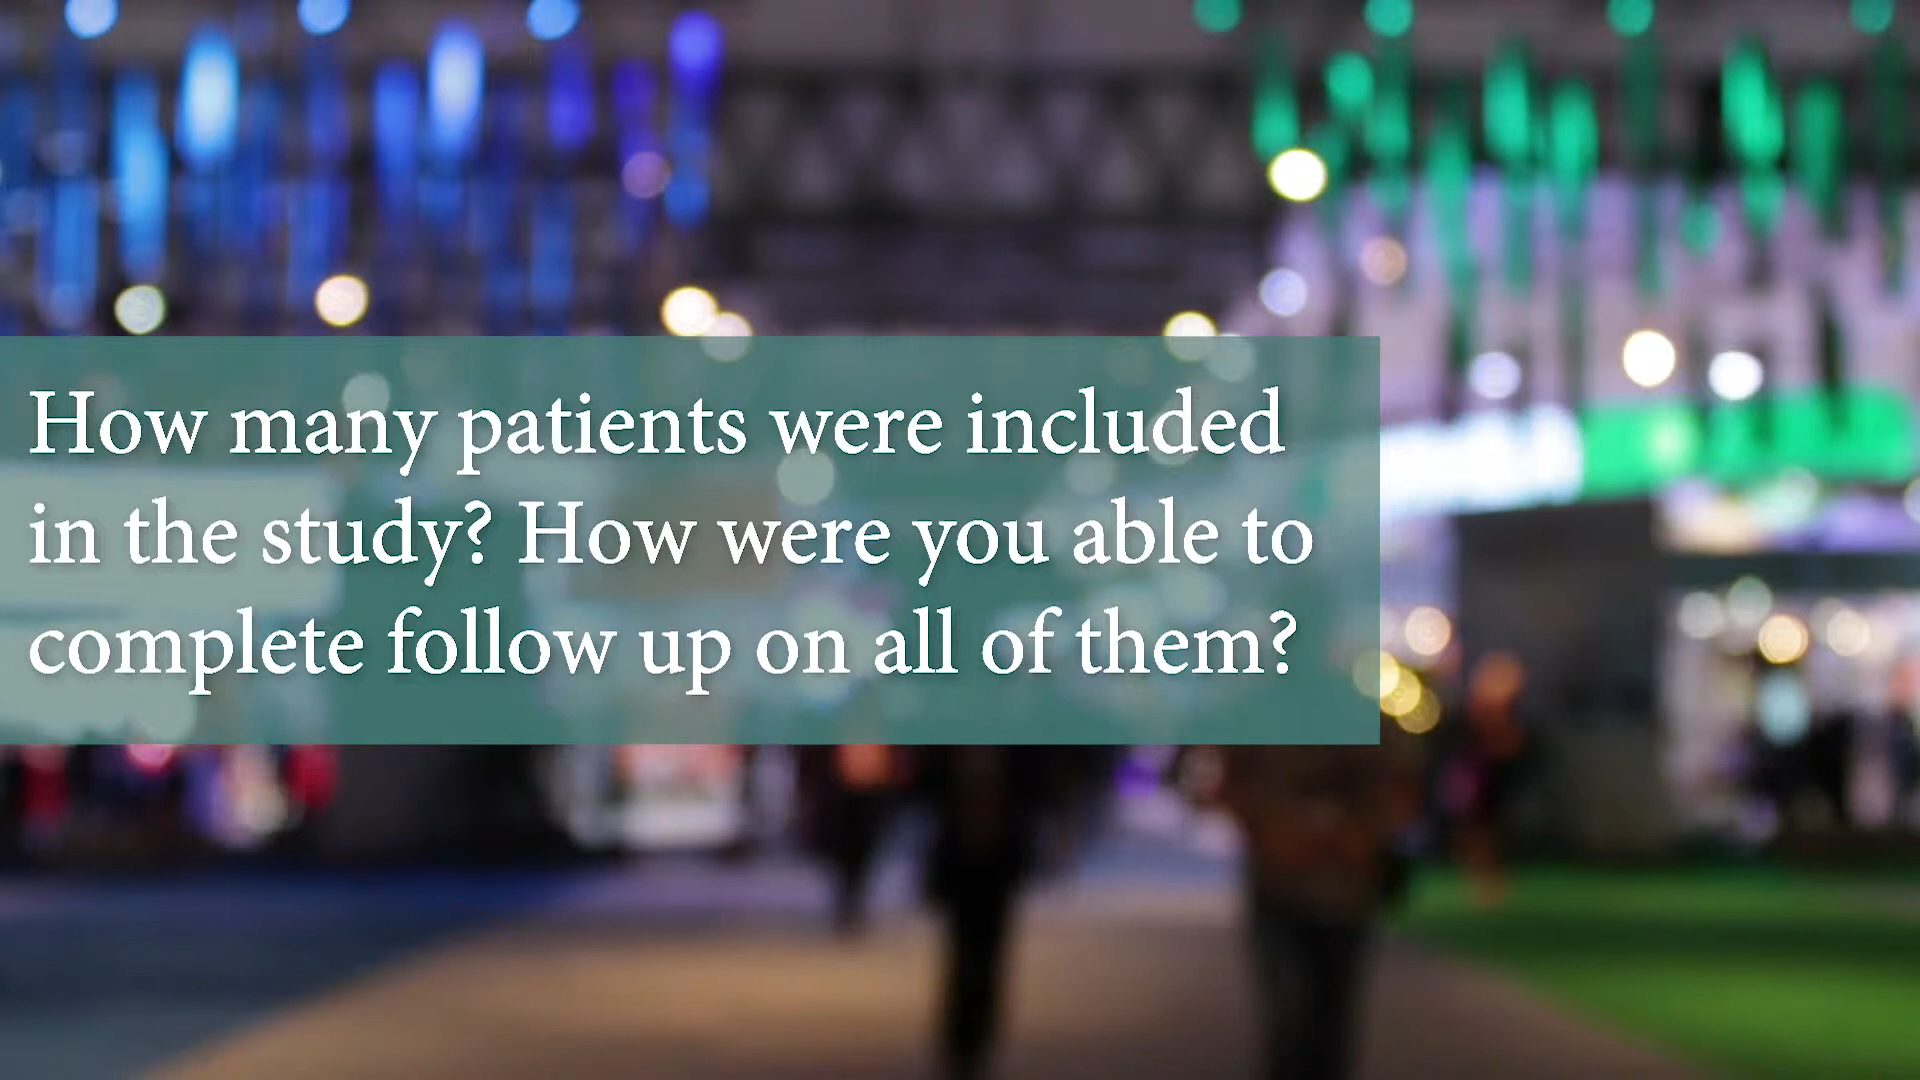 How many patients were included
in the study? How were you able to
complete follow up on all of them?